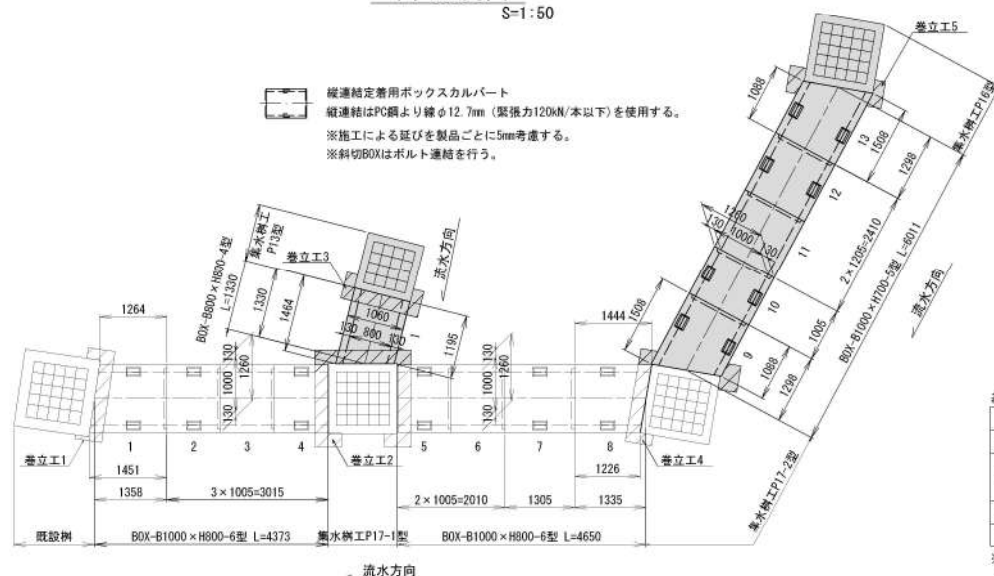 S=1:50
縦連結定着用ボックスカルバート
縦連結はPC鋼より線φ12.7mm（緊張力120kN/本以下）を使用する。
※施工による延びを製品ごとに5mm考慮する。
※斜切BOXはボルト連結を行う。
巻立工5
集水桝工P16型
1088
13
1508
1298
12
2×1205=2410
11
BOX-B1000×H700-5型 L=6011
流水方向
1260
130
1000
130
10
1005
1508
9
1088
1298
集水桝工P17-2型
集水桝工
P13型
巻立工3
流水方向
BOX-B800×H800-4型
L=1330
1330
1464
1060
130
800
130
1
1195
1264
130
1000
1260
130
130
1000
1260
130
1444
1
2
3
4
5
6
7
8
巻立工1
巻立工2
巻立工4
1451
1226
1358
3×1005=3015
2×1005=2010
1305
1335
既設桝
BOX-B1000×H800-6型 L=4373
集水桝工P17-1型
BOX-B1000×H800-6型 L=4650
流水方向
※